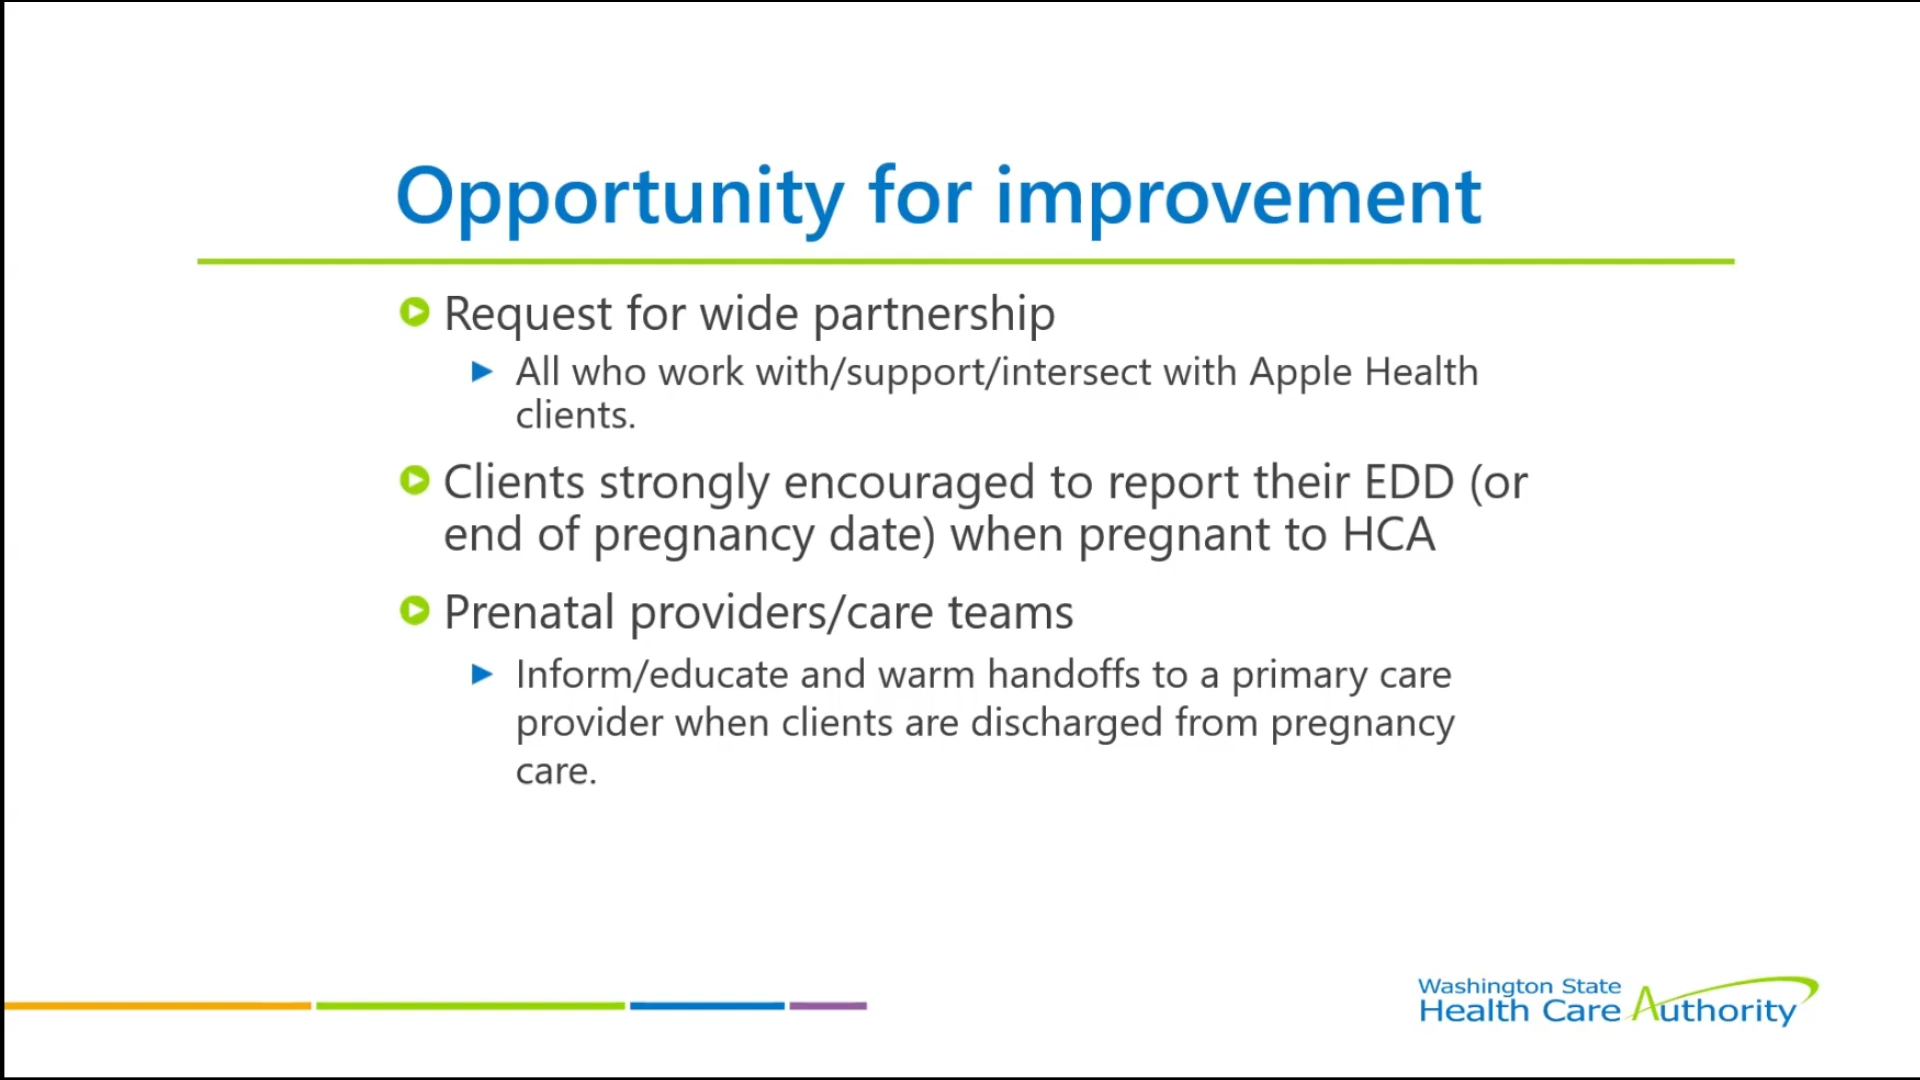 Opportunity for improvement
Request for wide partnership
All who work with/support/intersect with Apple Health
clients.
Clients strongly encouraged to report their EDD (or
end of pregnancy date) when pregnant to HCA
Prenatal providers/care teams
Inform/educate and warm handoffs to a primary care
provider when clients are discharged from pregnancy
care.
Washington State
Health Care Authority